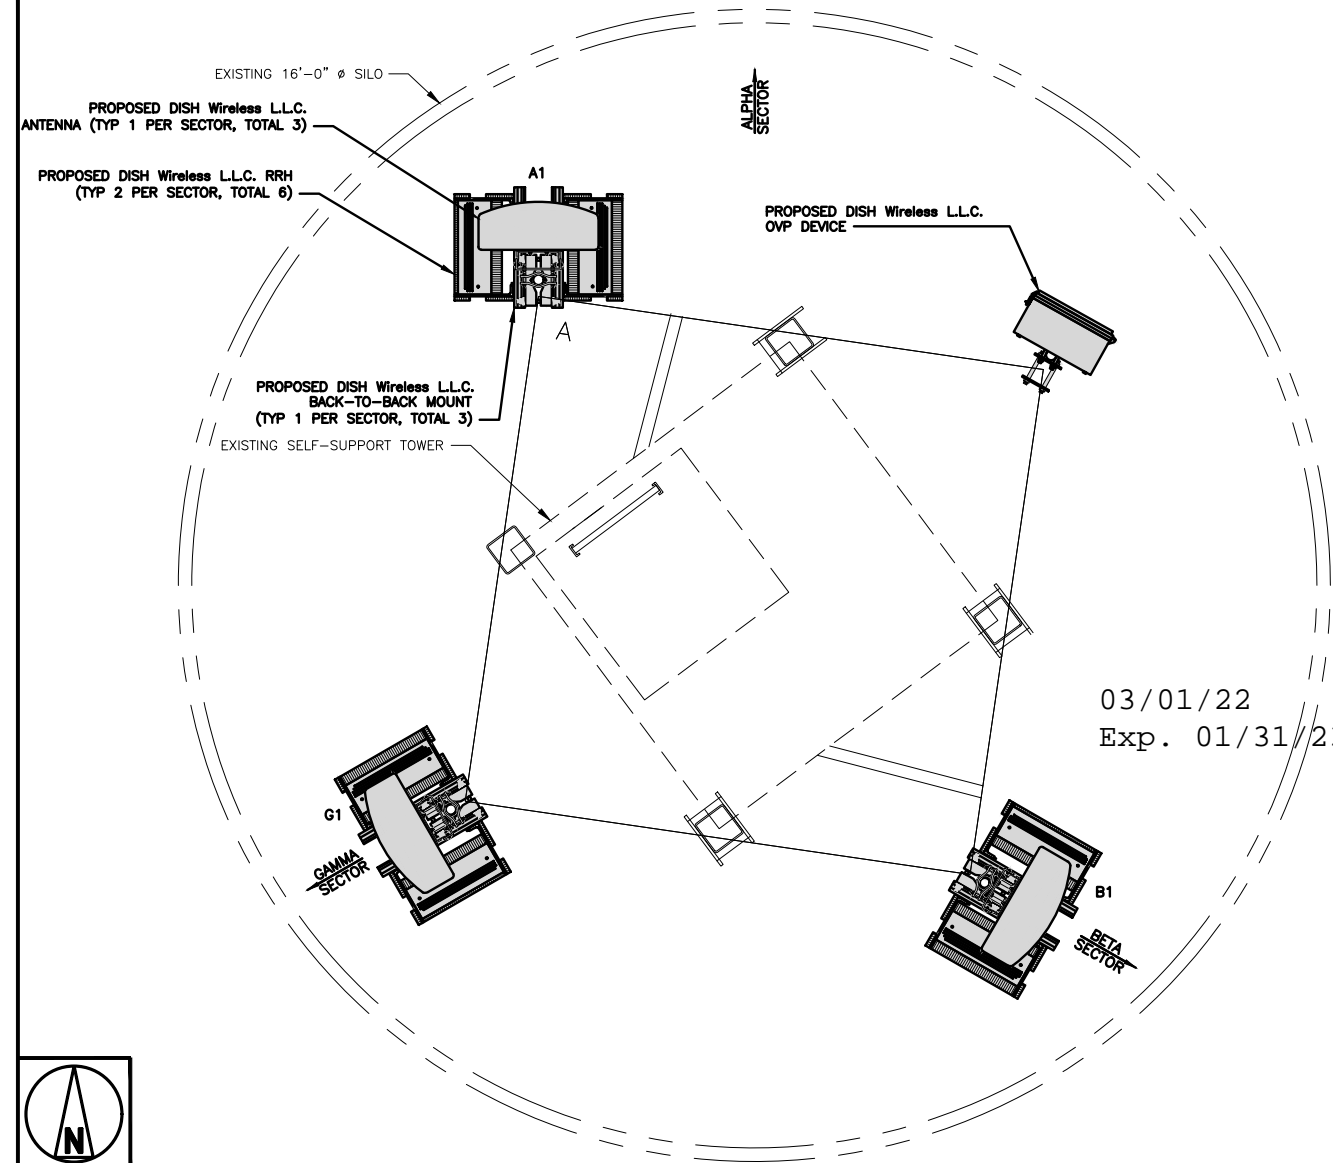 EXISTING 16'-0" ø SILO
PROPOSED DISH Wireless L.L.C.
ANTENNA (TYP 1 PER SECTOR, TOTAL 3)
PROPOSED DISH Wireless L.L.C. RRH
(TYP 2 PER SECTOR, TOTAL 6)
A1
ALPHA
SECTOR
PROPOSED DISH Wireless L.L.C.
OVP DEVICE
A
PROPOSED DISH Wireless L.L.C.
BACK-TO-BACK MOUNT
(TYP 1 PER SECTOR, TOTAL 3)
EXISTING SELF-SUPPORT TOWER
03/01/22
Exp. 01/31/2
G1
GAMMA
SECTOR
B1
BETA
SECTOR
N